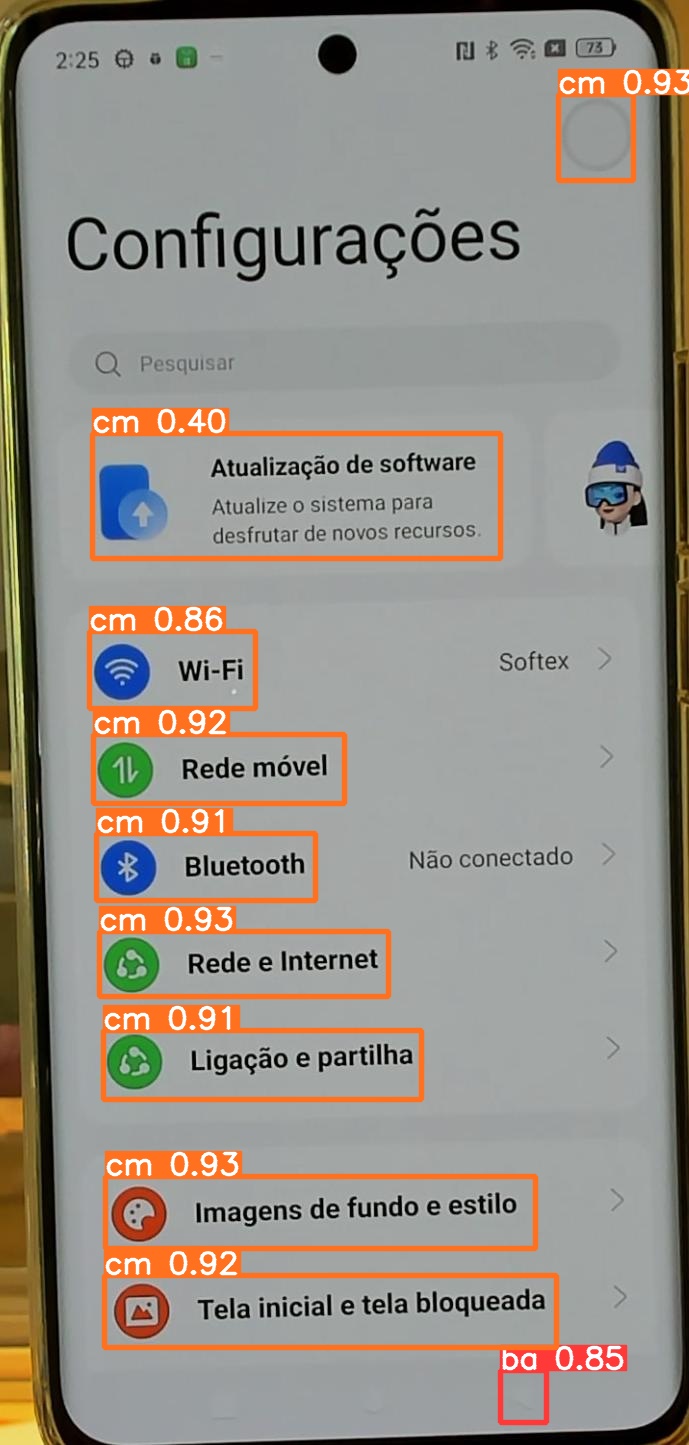 2:25 73
cm 0.93
Configurações
Pesquisar
cm 0.40
Atualização de software
Atualize o sistema para
desfrutar de novos recursos.
cm 0.86
Wi-Fi Softex
cm 0.92
Rede móvel
cm 0.91
Bluetooth Não conectado
cm 0.93
Rede e Internet
cm 0.91
Ligação e partilha
cm 0.93
Imagens de fundo e estilo
cm 0.92
Tela inicial e tela bloqueada
ba 0.85